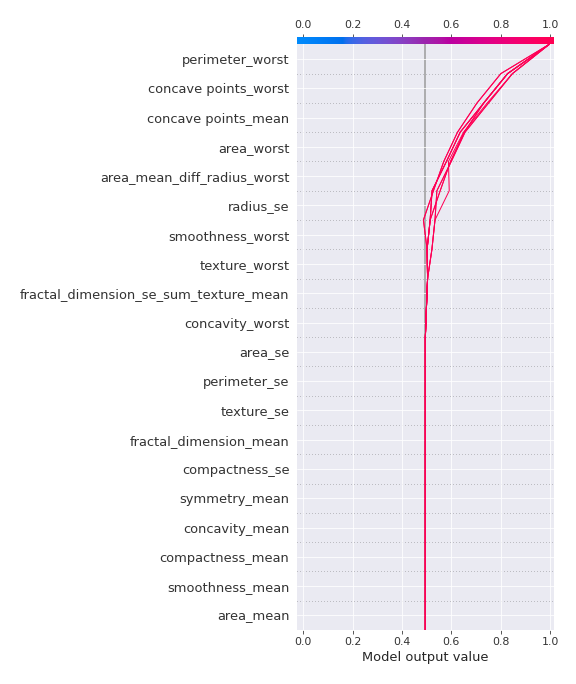 0.0 0.2 0.4 0.6 0.8 1.0
perimeter_worst
concave points_worst
concave points_mean
area_worst
area_mean_diff_radius_worst
radius_se
smoothness_worst
texture_worst
fractal_dimension_se_sum_texture_mean
concavity_worst
area_se
perimeter_se
texture_se
fractal_dimension_mean
compactness_se
symmetry_mean
concavity_mean
compactness_mean
smoothness_mean
area_mean
0.0 0.2 0.4 0.6 0.8 1.0
Model output value